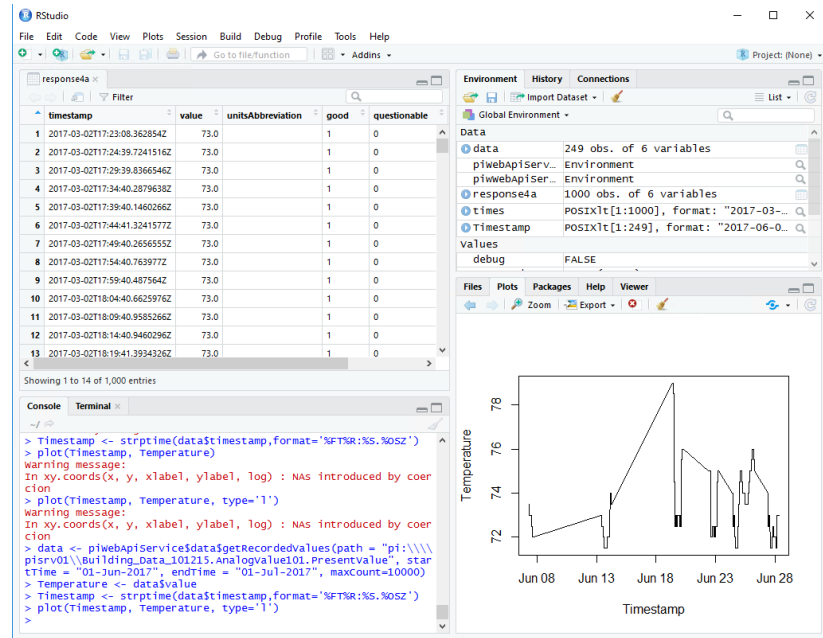 RStudio
File Edit Code View Plots Session Build Debug Profile Tools Help
Go to file/function Addins Project: (None)
response4a
Filter
timestamp value unitsAbbreviation good questionable
1 2017-03-02T17:23:08.362854Z 73.0 1 0
2 2017-03-02T17:24:39.7241516Z 73.0 1 0
3 2017-03-02T17:29:39.8366546Z 73.0 1 0
4 2017-03-02T17:34:40.2879638Z 73.0 1 0
5 2017-03-02T17:39:40.1460266Z 73.0 1 0
6 2017-03-02T17:44:41.3241577Z 73.0 1 0
7 2017-03-02T17:49:40.2656555Z 73.0 1 0
8 2017-03-02T17:54:40.763977Z 73.0 1 0
9 2017-03-02T17:59:40.487564Z 73.0 1 0
10 2017-03-02T18:04:40.6625976Z 73.0 1 0
11 2017-03-02T18:09:40.9585266Z 73.0 1 0
12 2017-03-02T18:14:40.9460296Z 73.0 1 0
13 2017-03-02T18:19:41.3934326Z 73.0 1 0
Showing 1 to 14 of 1,000 entries
Console Terminal
~/
> Timestamp <- strptime(data$timestamp,format='%FT%R:%S.%OSZ')
> plot(Timestamp, Temperature)
Warning message:
In xy.coords(x, y, xlabel, ylabel, log) : NAs introduced by coer
cion
> plot(Timestamp, Temperature, type='l')
Warning message:
In xy.coords(x, y, xlabel, ylabel, log) : NAs introduced by coer
cion
> data <- piWebApiService$data$getRecordedValues(path = "pi:\\\\
pisrv01\\Building_Data_101215.AnalogValue101.PresentValue", star
tTime = "01-Jun-2017", endTime = "01-Jul-2017", maxCount=10000)
> Temperature <- data$value
> Timestamp <- strptime(data$timestamp,format='%FT%R:%S.%OSZ')
> plot(Timestamp, Temperature, type='l')
>
Environment History Connections
Import Dataset List
Global Environment
Data
data 249 obs. of 6 variables
piWebApiServ… Environment
piwWebApiSer… Environment
response4a 1000 obs. of 6 variables
times POSIXlt[1:1000], format: "2017-03-…
Timestamp POSIXlt[1:249], format: "2017-06-0…
Values
debug FALSE
Files Plots Packages Help Viewer
Zoom Export
Temperature
78
76
74
72
Jun 08 Jun 13 Jun 18 Jun 23 Jun 28
Timestamp